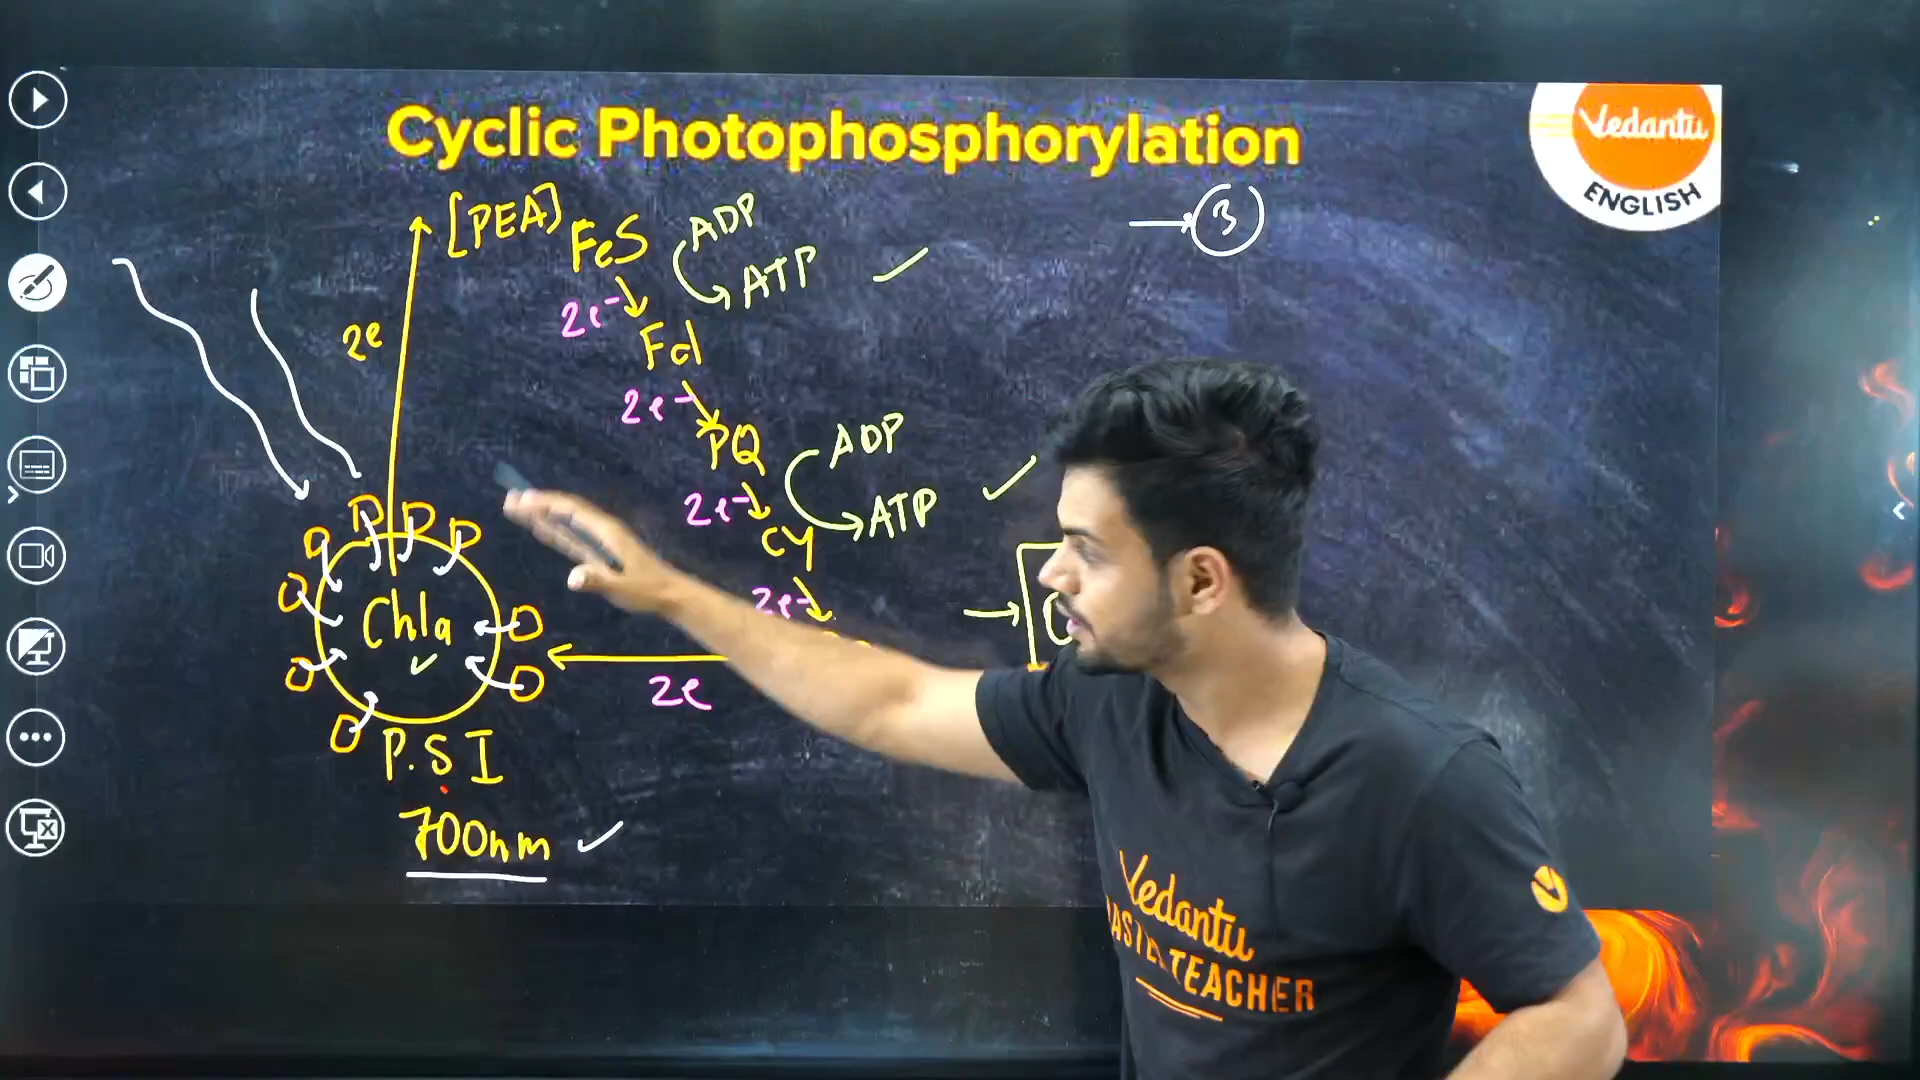 Cyclic Photophosphorylation
Vedantu
ENGLISH
[PEA]
FeS
ADP
ATP
3
2e
2e-
Fd
2e-
PQ
ADP
ATP
2e-
Cy
2e-
Chla
2e
P.S I
700nm
Vedantu
TEACHER